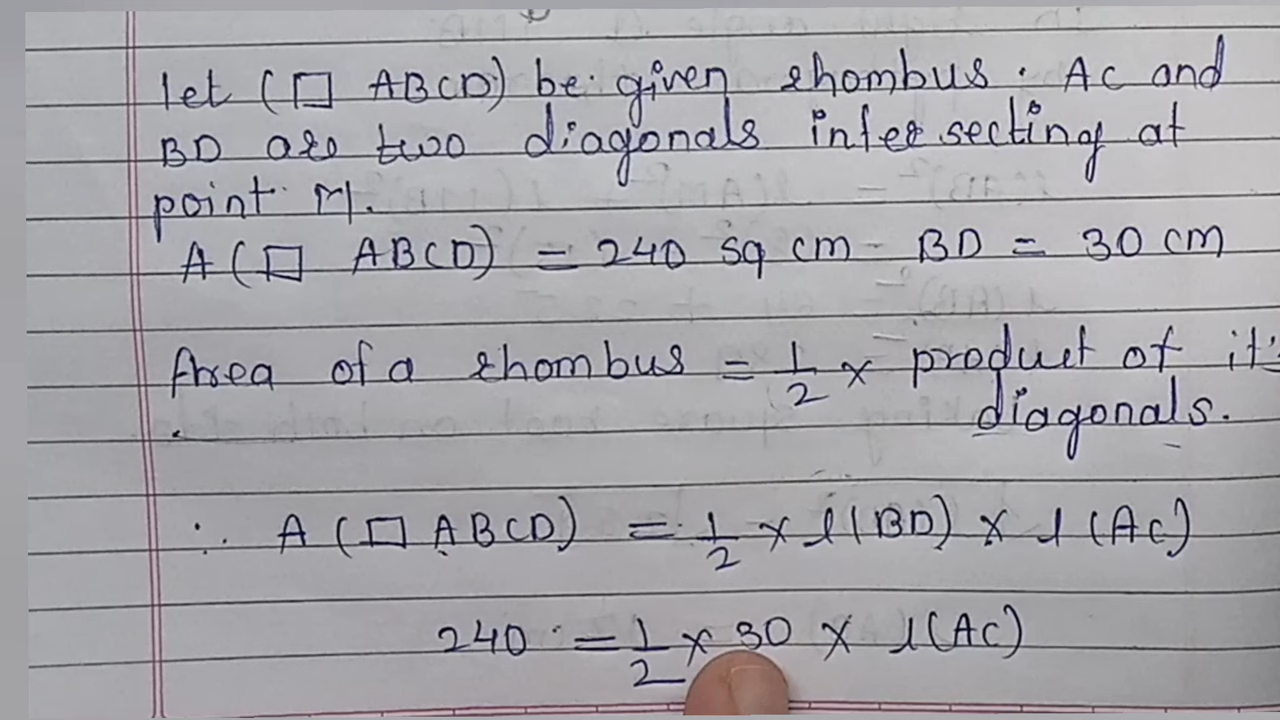 let (□ ABCD) be given rhombus. AC and
BD are two diagonals intersecting at
point M.
A (□ ABCD) = 240 sq cm - BD = 30 cm
Area of a rhombus = 1/2 × product of it's
diagonals.
∴ A (□ ABCD) = 1/2 × l(BD) × l(AC)
240 = 1/2 × 30 × l(AC)